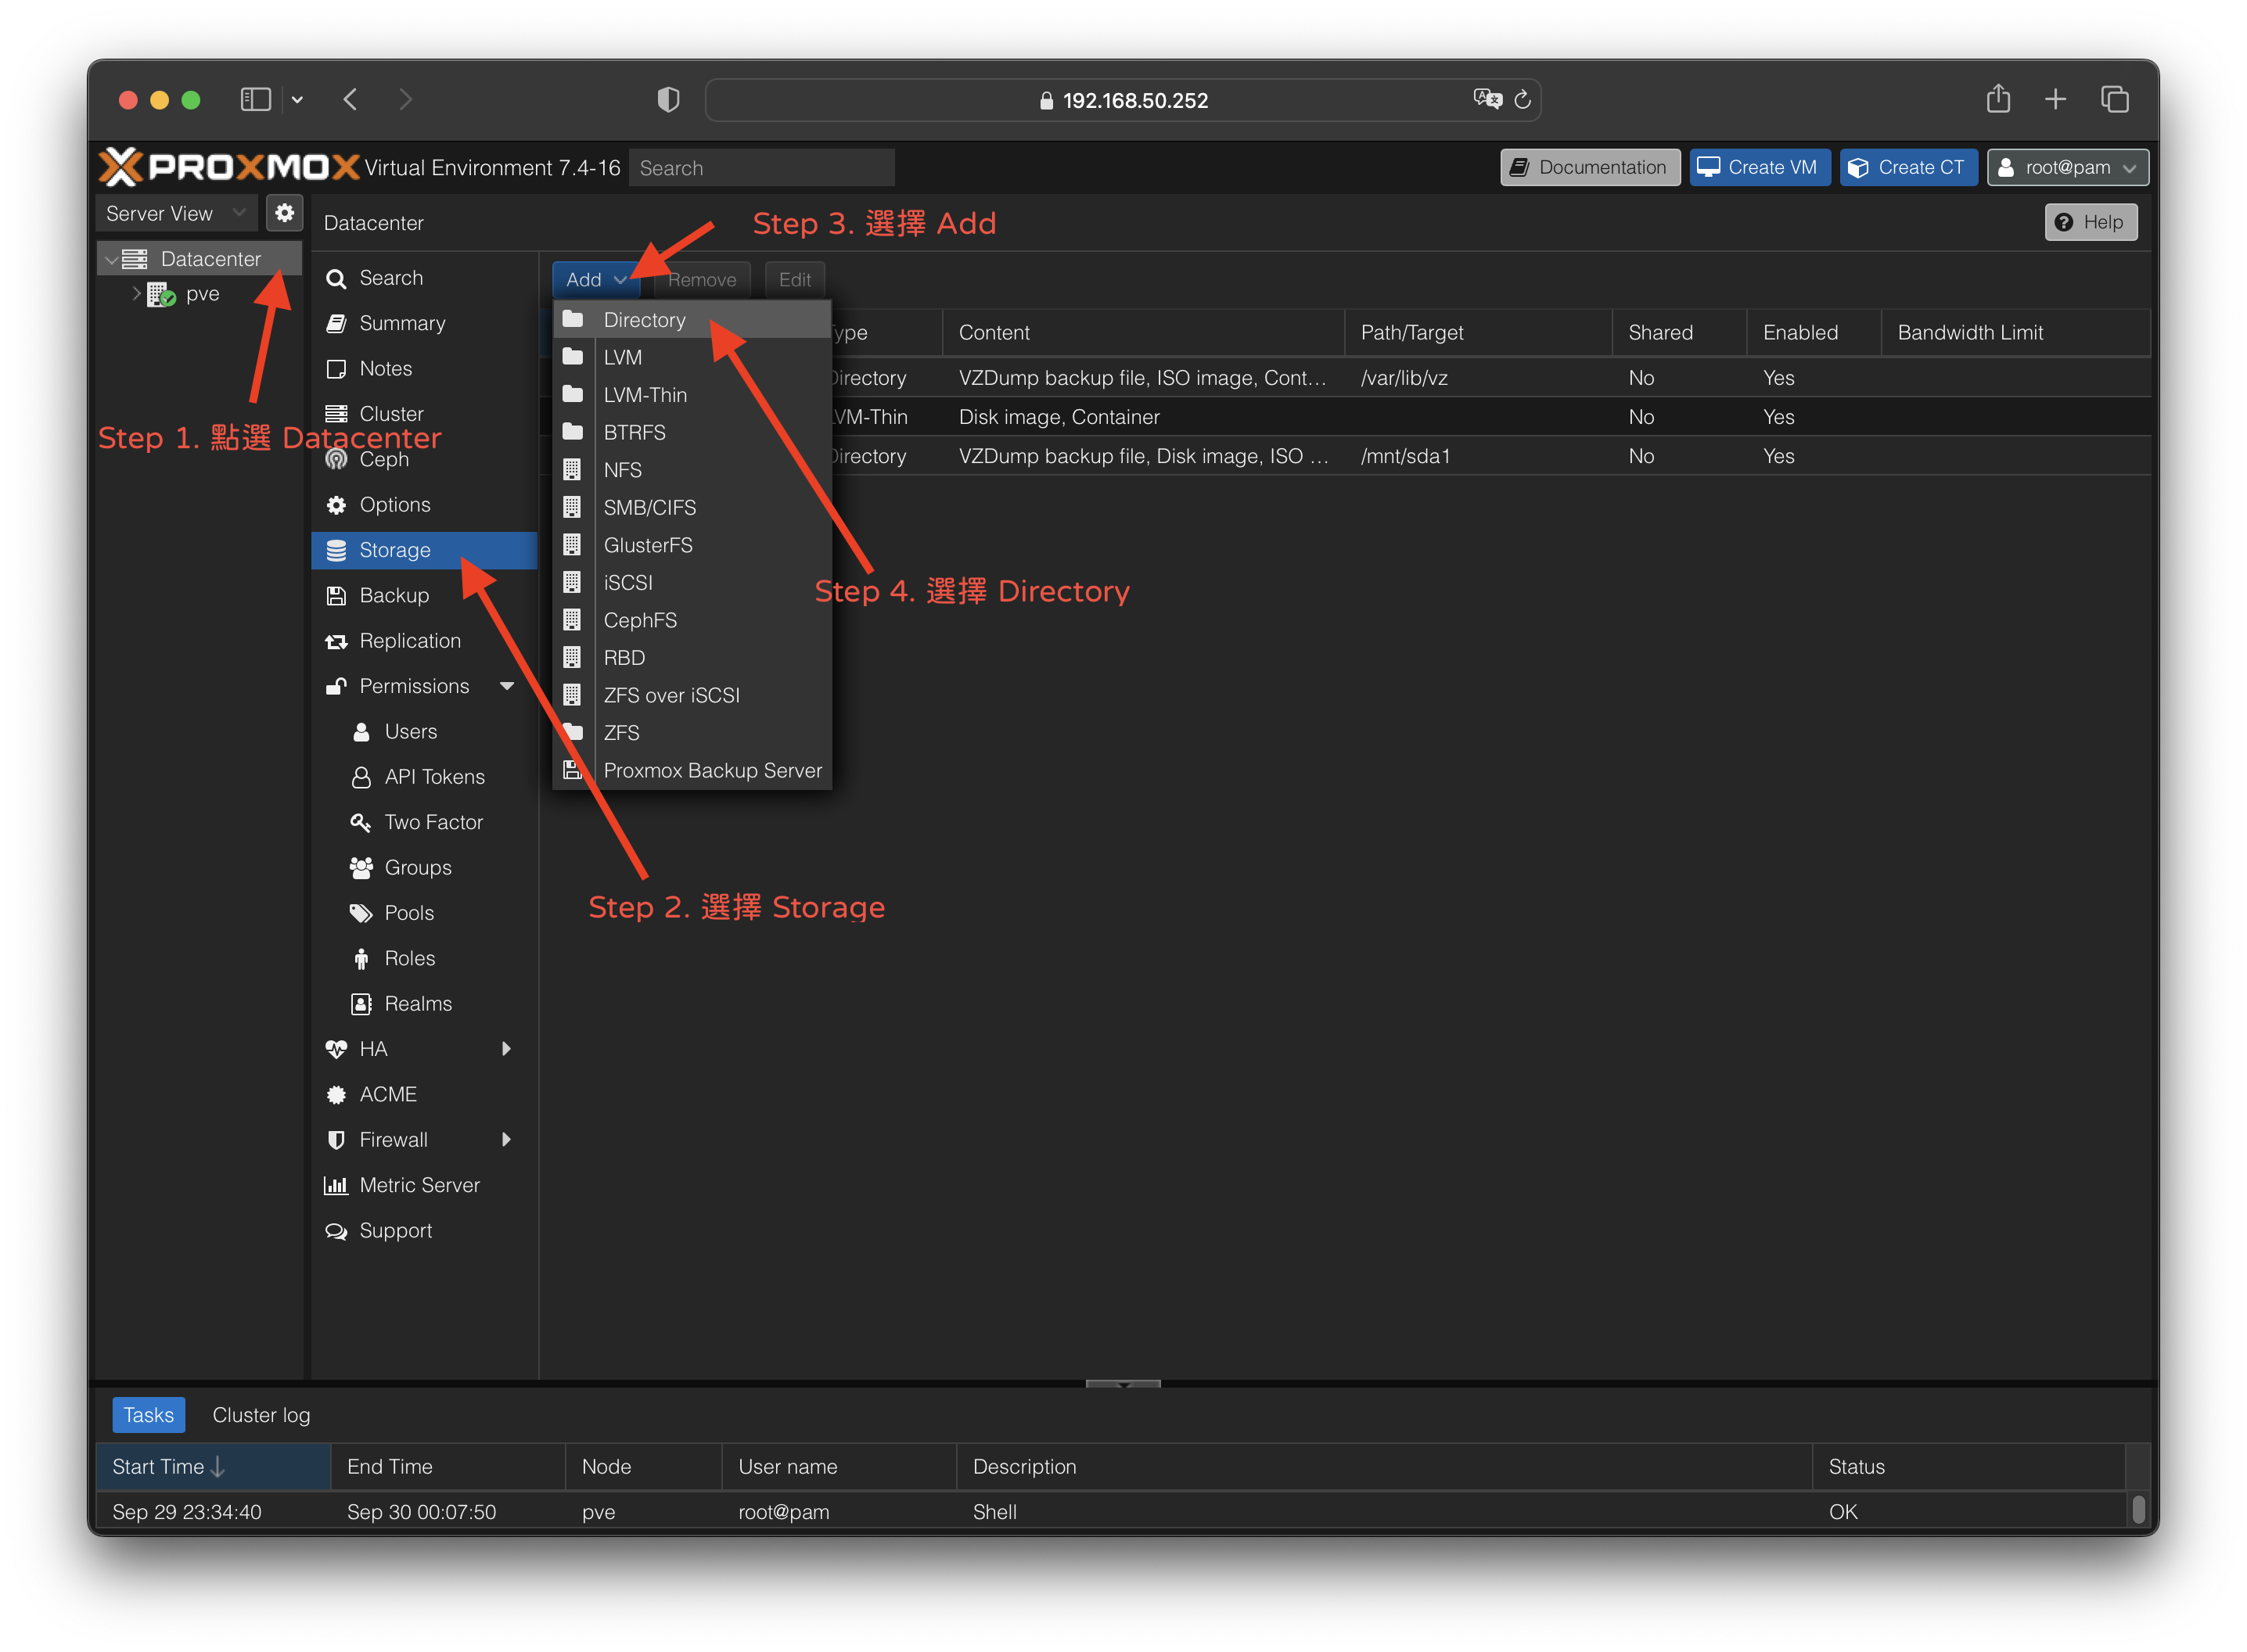 192.168.50.252
PROXMOX Virtual Environment 7.4-16 Search Documentation Create VM Create CT root@pam
Server View Datacenter Help
Step 3. 選擇 Add
Datacenter
pve
Step 1. 點選 Datacenter
Search
Summary
Notes
Cluster
Ceph
Options
Storage
Backup
Replication
Permissions
Users
API Tokens
Two Factor
Groups
Pools
Roles
Realms
HA
ACME
Firewall
Metric Server
Support
Step 2. 選擇 Storage
Add Remove Edit
Directory
LVM
LVM-Thin
BTRFS
NFS
SMB/CIFS
GlusterFS
iSCSI
CephFS
RBD
ZFS over iSCSI
ZFS
Proxmox Backup Server
Step 4. 選擇 Directory
ype Content Path/Target Shared Enabled Bandwidth Limit
Directory VZDump backup file, ISO image, Cont... /var/lib/vz No Yes
VM-Thin Disk image, Container No Yes
Directory VZDump backup file, Disk image, ISO ... /mnt/sda1 No Yes
Tasks Cluster log
Start Time End Time Node User name Description Status
Sep 29 23:34:40 Sep 30 00:07:50 pve root@pam Shell OK